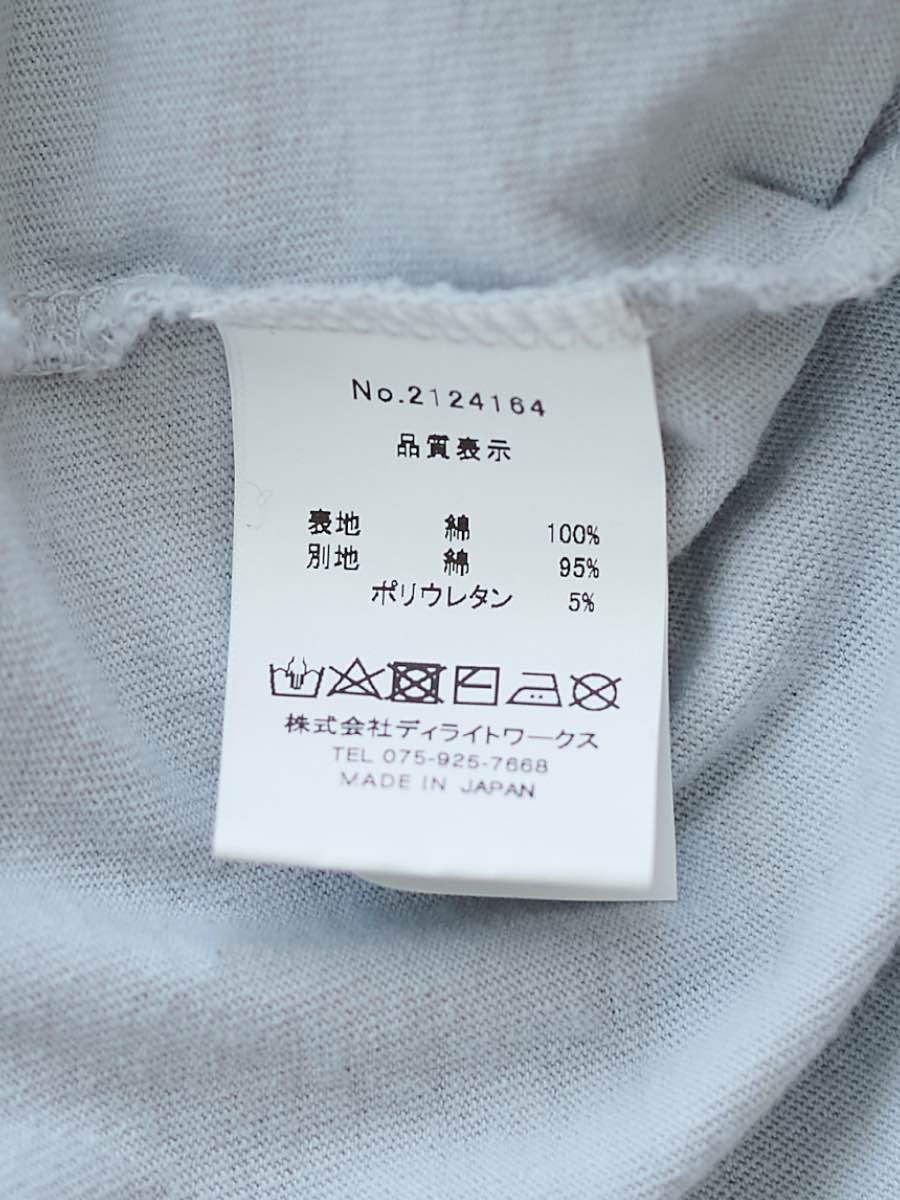 No.2124164
品質表示
表地 綿 100%
別地 綿 95%
ポリウレタン 5%
株式会社ディライトワークス
TEL 075-925-7668
MADE IN JAPAN